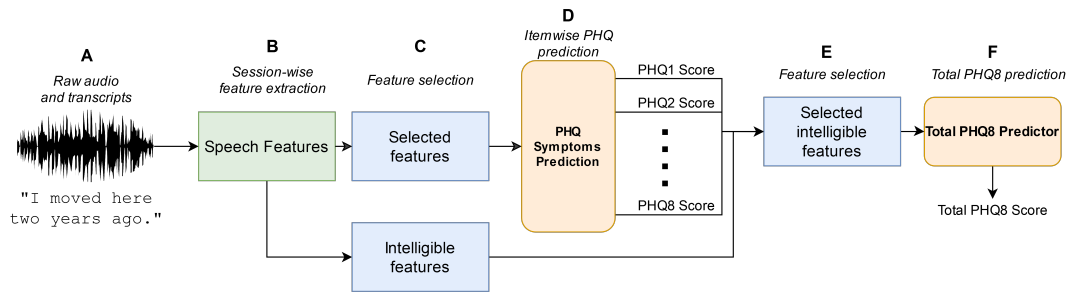 A
Raw audio
and transcripts
"I moved here
two years ago."
B
Session-wise
feature extraction
Speech Features
C
Feature selection
Selected
features
Intelligible
features
D
Itemwise PHQ
prediction
PHQ
Symptoms
Prediction
PHQ1 Score
PHQ2 Score
PHQ8 Score
E
Feature selection
Selected
intelligible
features
F
Total PHQ8 prediction
Total PHQ8 Predictor
Total PHQ8 Score